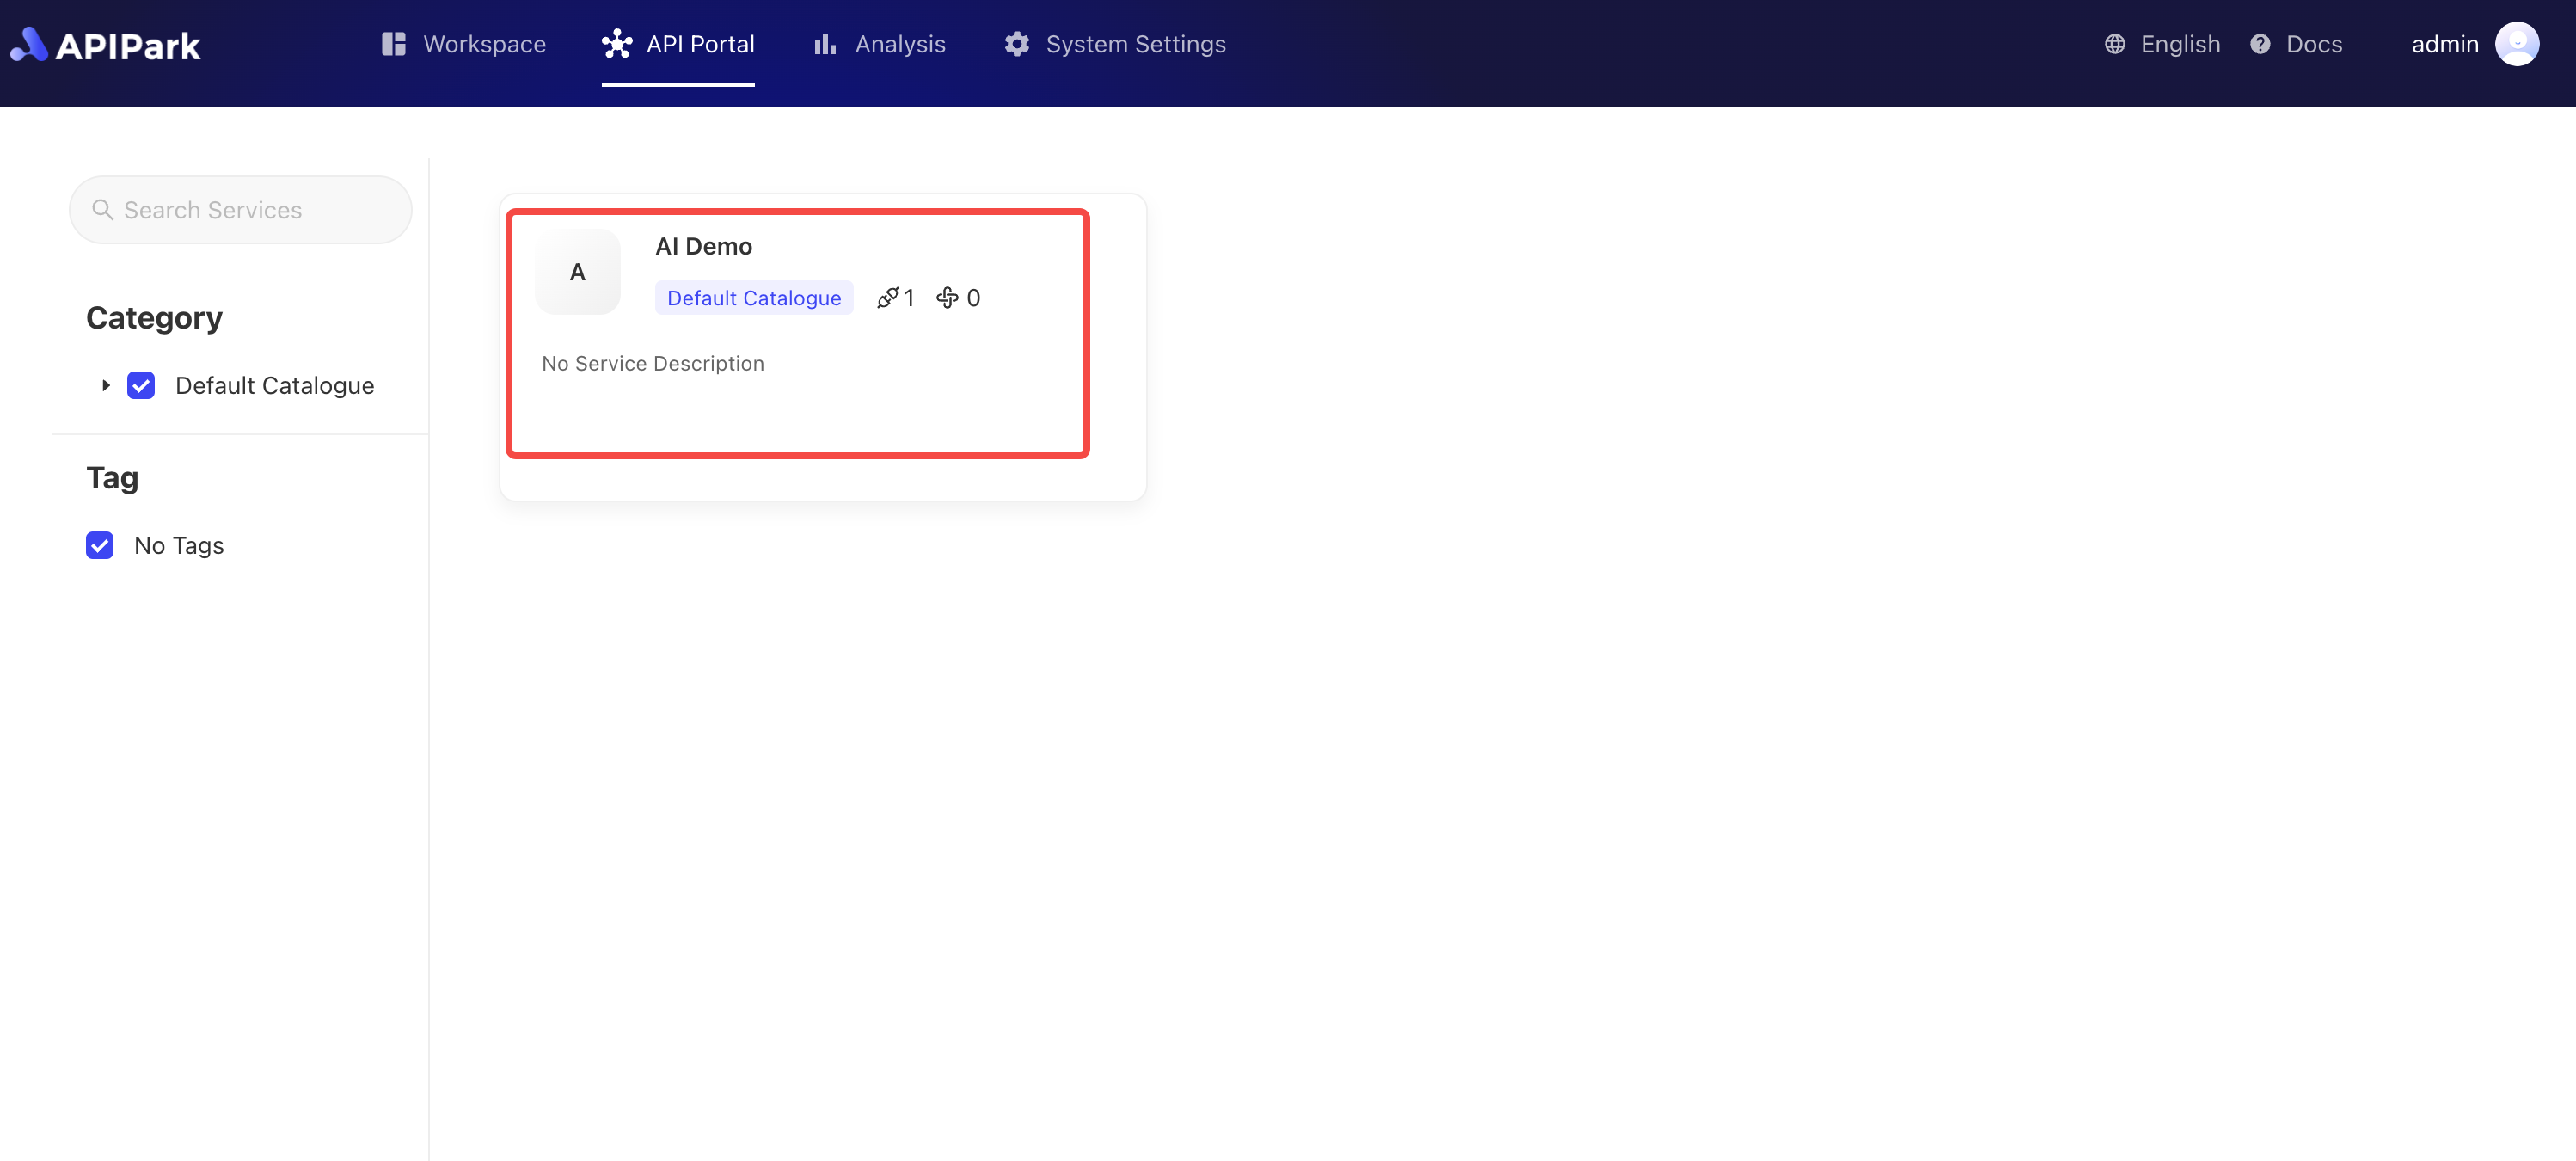 APIPark
Workspace
API Portal
Analysis
System Settings
English
Docs
admin
Search Services
Category
Default Catalogue
Tag
No Tags
A
AI Demo
Default Catalogue 1 0
No Service Description